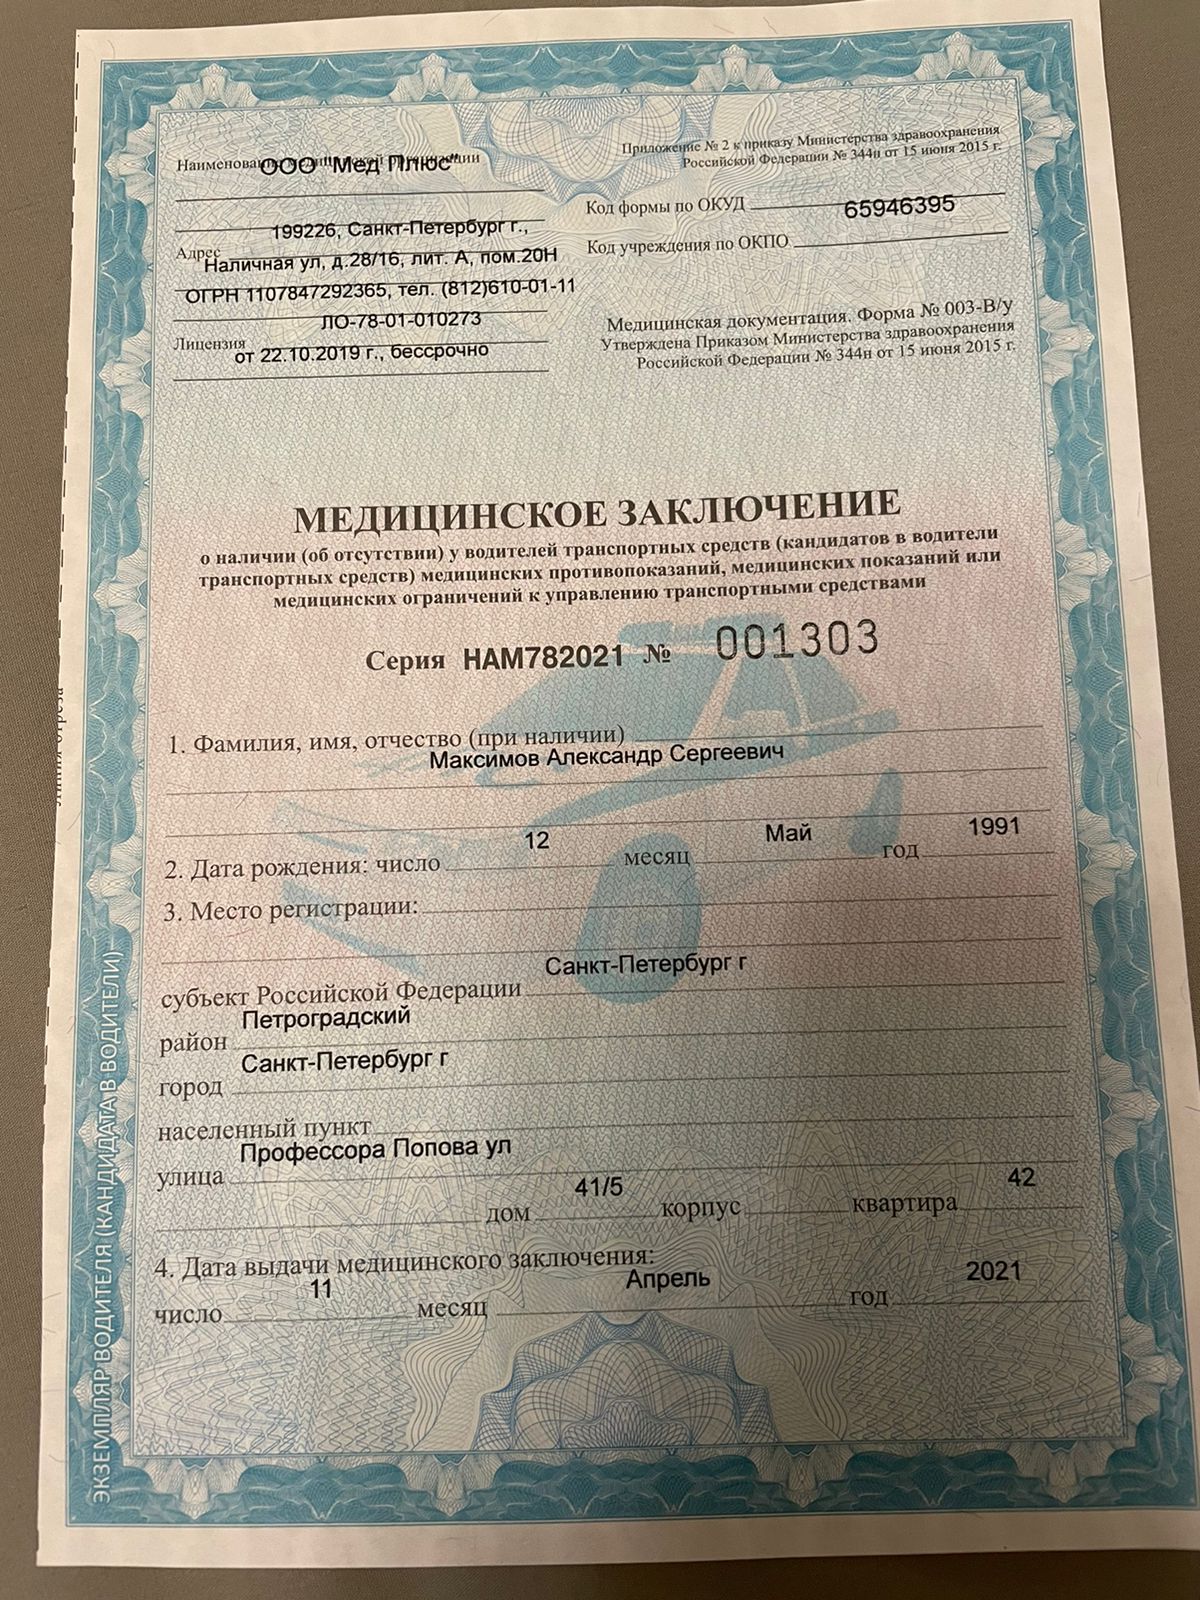 Наименование медицинской организации
ООО "Мед Плюс"
Приложение № 2 к приказу Министерства здравоохранения
Российской Федерации № 344н от 15 июня 2015 г.
Код формы по ОКУД
65946395
Код учреждения по ОКПО
199226, Санкт-Петербург г.,
Адрес
Наличная ул, д.28/16, лит. А, пом.20Н
ОГРН 1107847292365, тел. (812)610-01-11
ЛО-78-01-010273
Лицензия
от 22.10.2019 г., бессрочно
Медицинская документация. Форма № 003-В/у
Утверждена Приказом Министерства здравоохранения
Российской Федерации № 344н от 15 июня 2015 г.
МЕДИЦИНСКОЕ ЗАКЛЮЧЕНИЕ
о наличии (об отсутствии) у водителей транспортных средств (кандидатов в водители
транспортных средств) медицинских противопоказаний, медицинских показаний или
медицинских ограничений к управлению транспортными средствами
Серия НАМ782021 № 001303
1. Фамилия, имя, отчество (при наличии)
Максимов Александр Сергеевич
2. Дата рождения: число 12 месяц Май год 1991
3. Место регистрации:
субъект Российской Федерации Санкт-Петербург г
район Петроградский
город Санкт-Петербург г
населенный пункт
улица Профессора Попова ул
дом 41/5 корпус квартира 42
4. Дата выдачи медицинского заключения:
число 11 месяц Апрель год 2021
ЭКЗЕМПЛЯР ВОДИТЕЛЯ (КАНДИДАТА В ВОДИТЕЛИ)
Линия отреза